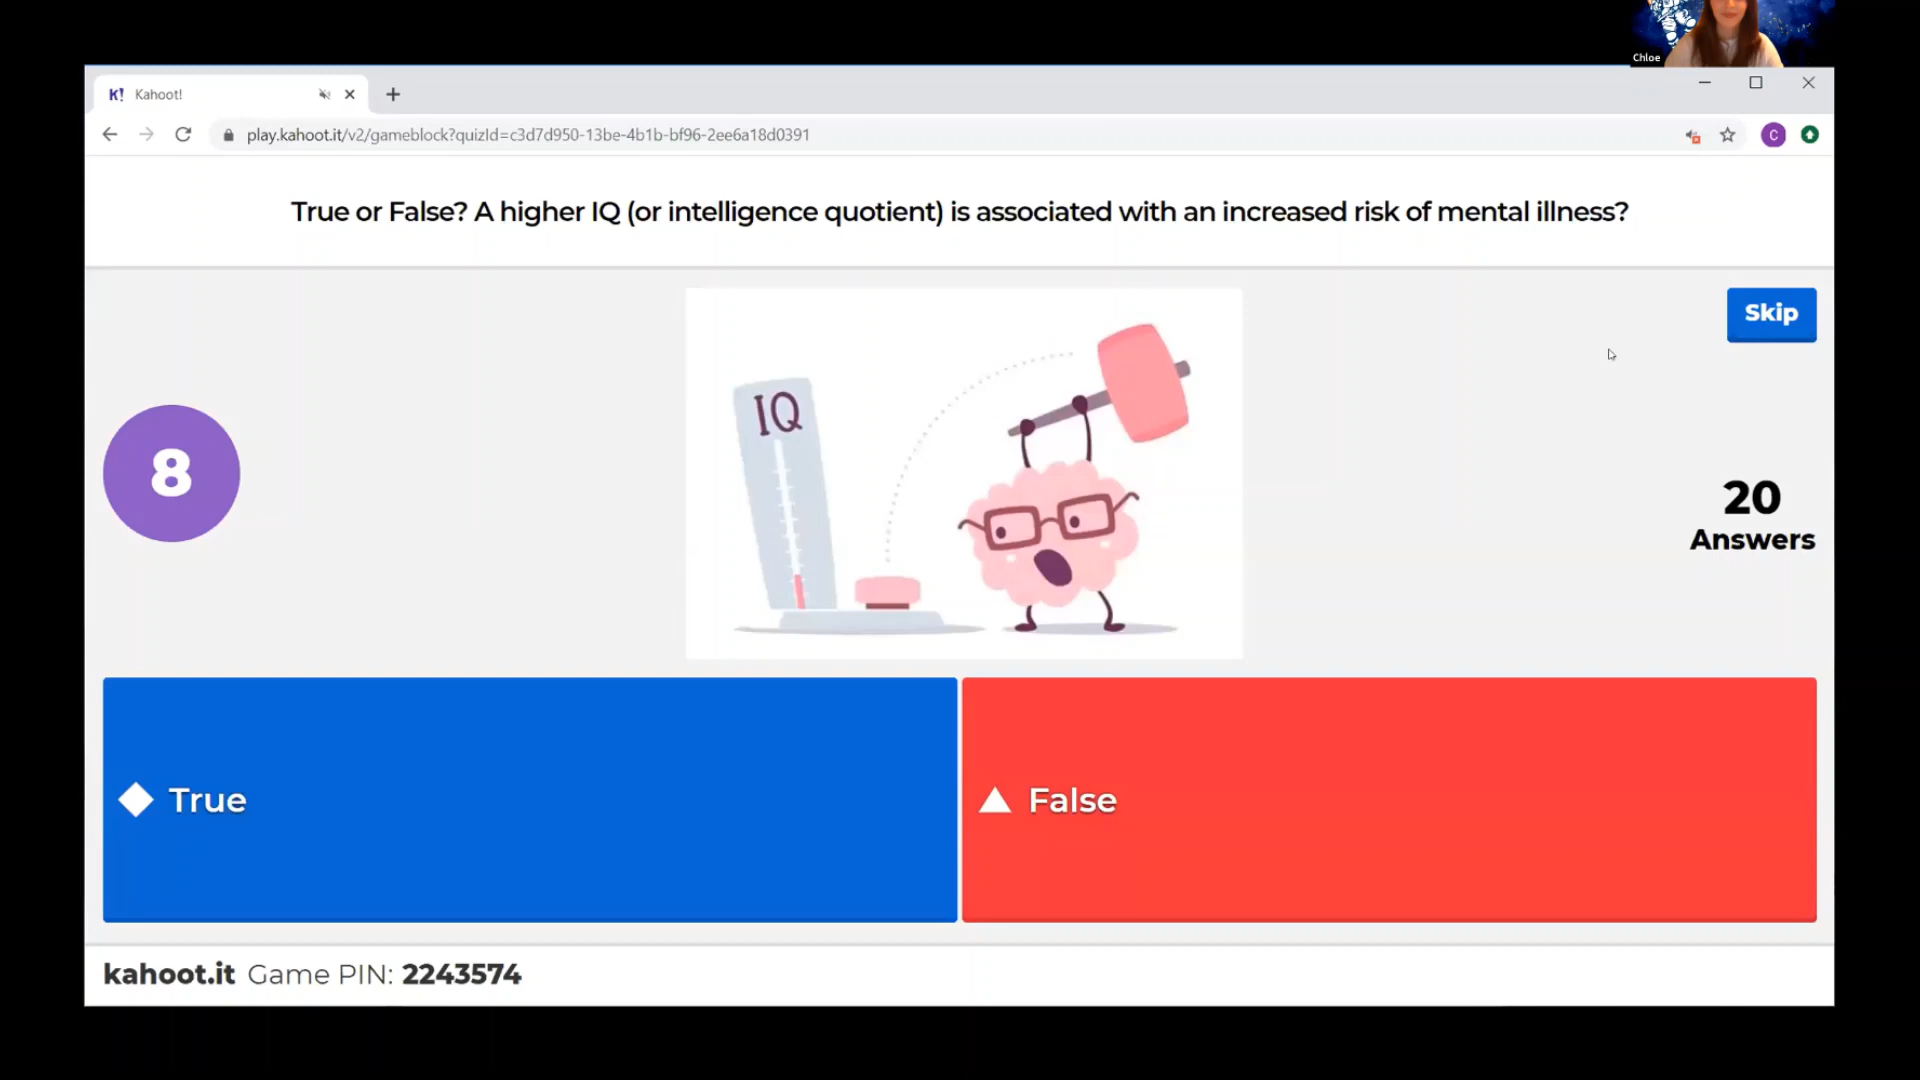 Chloe
K! Kahoot!
play.kahoot.it/v2/gameblock?quizId=c3d7d950-13be-4b1b-bf96-2ee6a18d0391
C
True or False? A higher IQ (or intelligence quotient) is associated with an increased risk of mental illness?
Skip
IQ
8
20
Answers
True
False
kahoot.it Game PIN: 2243574